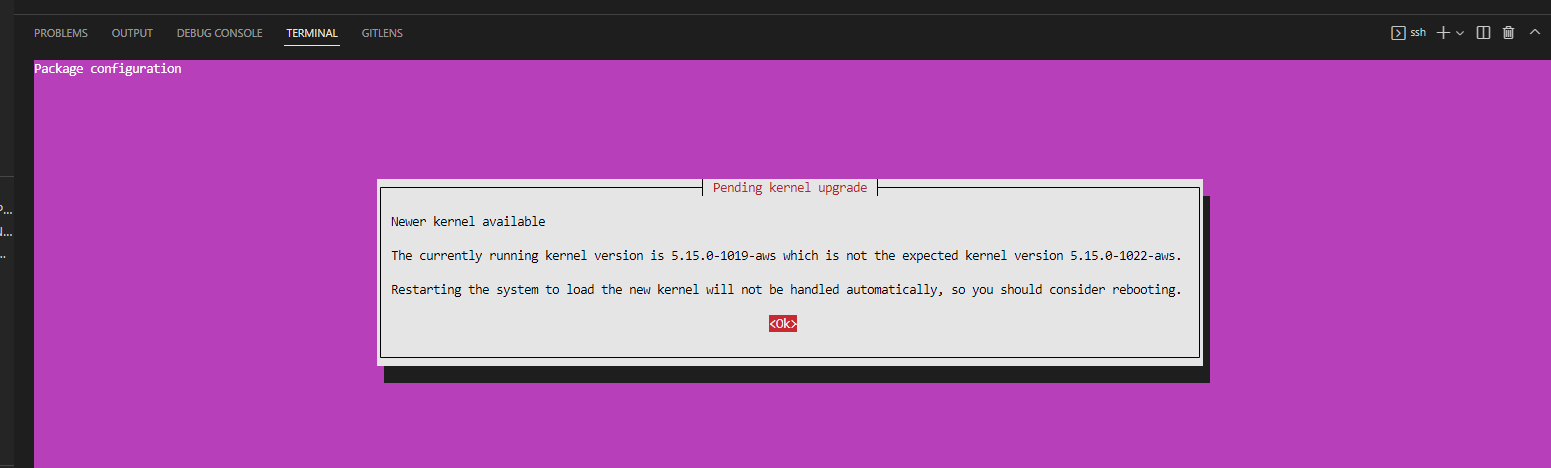 PROBLEMS OUTPUT DEBUG CONSOLE TERMINAL GITLENS ssh
Package configuration
Pending kernel upgrade
Newer kernel available
The currently running kernel version is 5.15.0-1019-aws which is not the expected kernel version 5.15.0-1022-aws.
Restarting the system to load the new kernel will not be handled automatically, so you should consider rebooting.
<Ok>